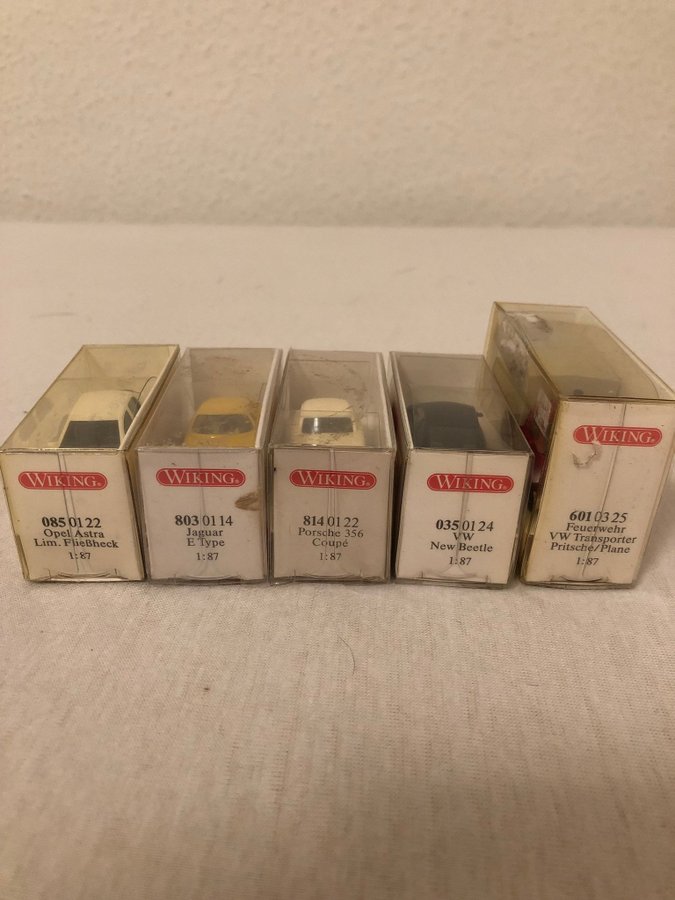 WIKING®
085 01 22
Opel Astra
Lim. Fließheck
1:87
WIKING®
803 01 14
Jaguar
E Type
1:87
WIKING®
814 01 22
Porsche 356
Coupé
1:87
WIKING®
035 01 24
VW
New Beetle
1:87
WIKING®
601 03 25
Feuerwehr
VW Transporter
Pritsche/Plane
1:87